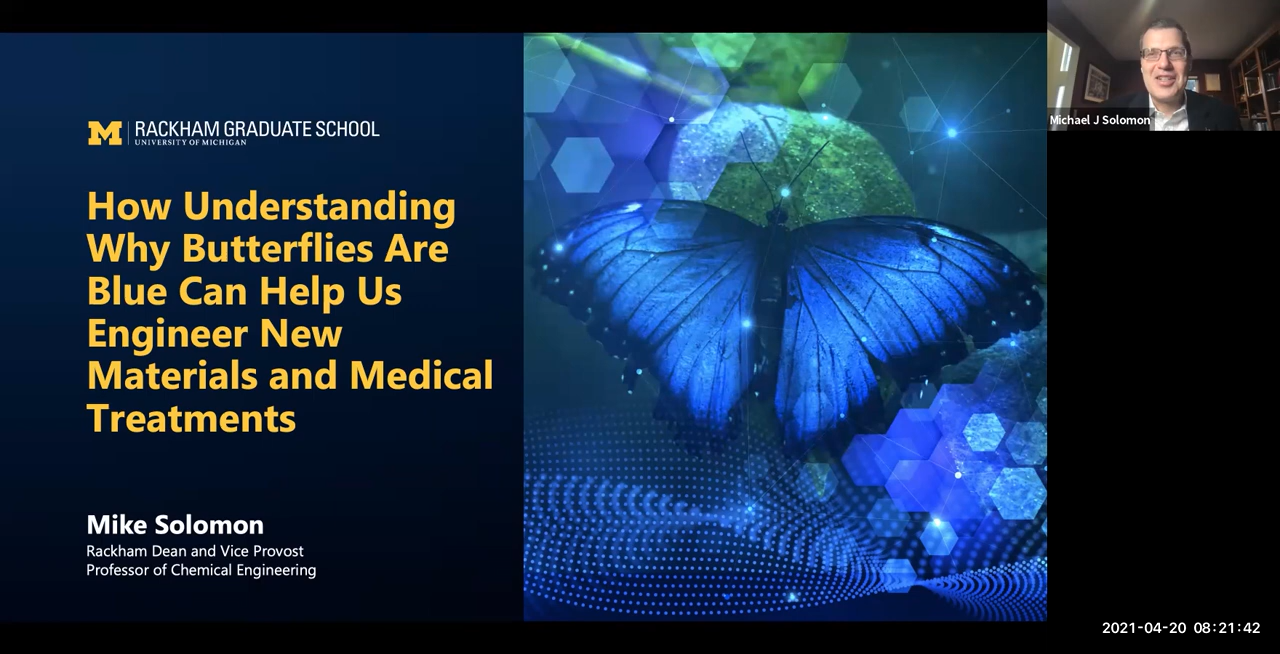 M RACKHAM GRADUATE SCHOOL
UNIVERSITY OF MICHIGAN
How Understanding
Why Butterflies Are
Blue Can Help Us
Engineer New
Materials and Medical
Treatments
Mike Solomon
Rackham Dean and Vice Provost
Professor of Chemical Engineering
Michael J Solomon
2021-04-20 08:21:42